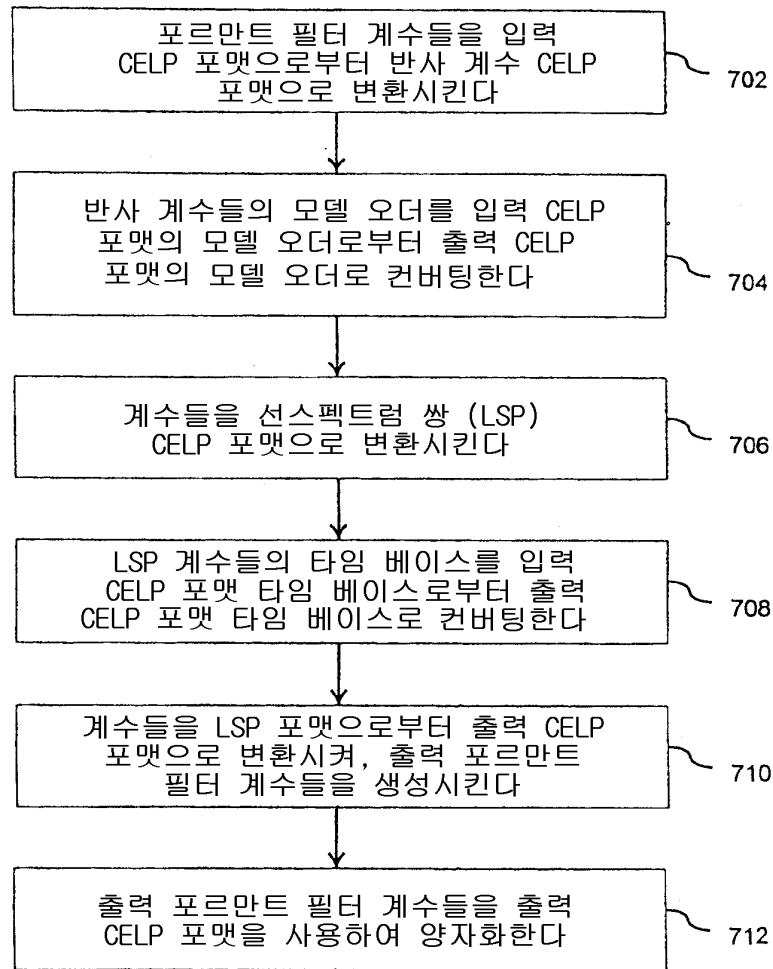 포르만트 필터 계수들을 입력
CELP 포맷으로부터 반사 계수 CELP
포맷으로 변환시킨다
702
반사 계수들의 모델 오더를 입력 CELP
포맷의 모델 오더로부터 출력 CELP
포맷의 모델 오더로 컨버팅한다
704
계수들을 선스펙트럼 쌍 (LSP)
CELP 포맷으로 변환시킨다
706
LSP 계수들의 타임 베이스를 입력
CELP 포맷 타임 베이스로부터 출력
CELP 포맷 타임 베이스로 컨버팅한다
708
계수들을 LSP 포맷으로부터 출력 CELP
포맷으로 변환시켜, 출력 포르만트
필터 계수들을 생성시킨다
710
출력 포르만트 필터 계수들을 출력
CELP 포맷을 사용하여 양자화한다
712